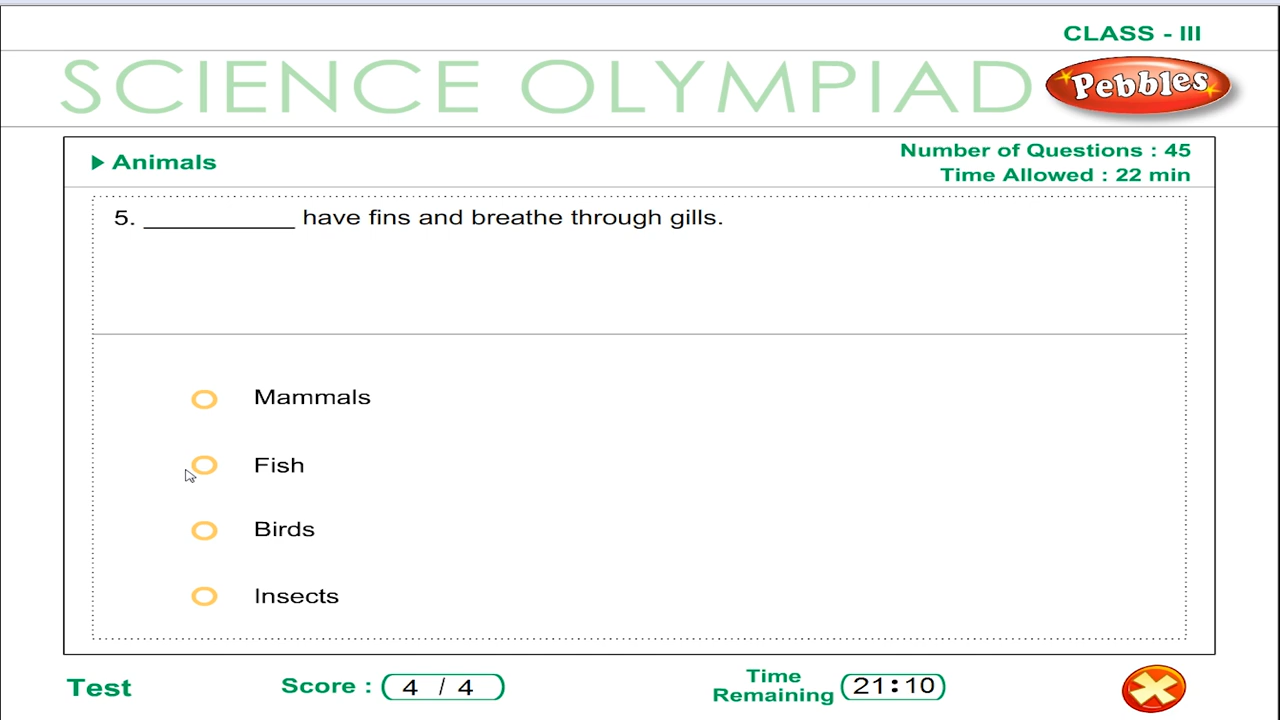 CLASS - III
SCIENCE OLYMPIAD
Pebbles
Animals
Number of Questions : 45
Time Allowed : 22 min
5. __________ have fins and breathe through gills.
Mammals
Fish
Birds
Insects
Test
Score : 4 / 4
Time Remaining 21:10